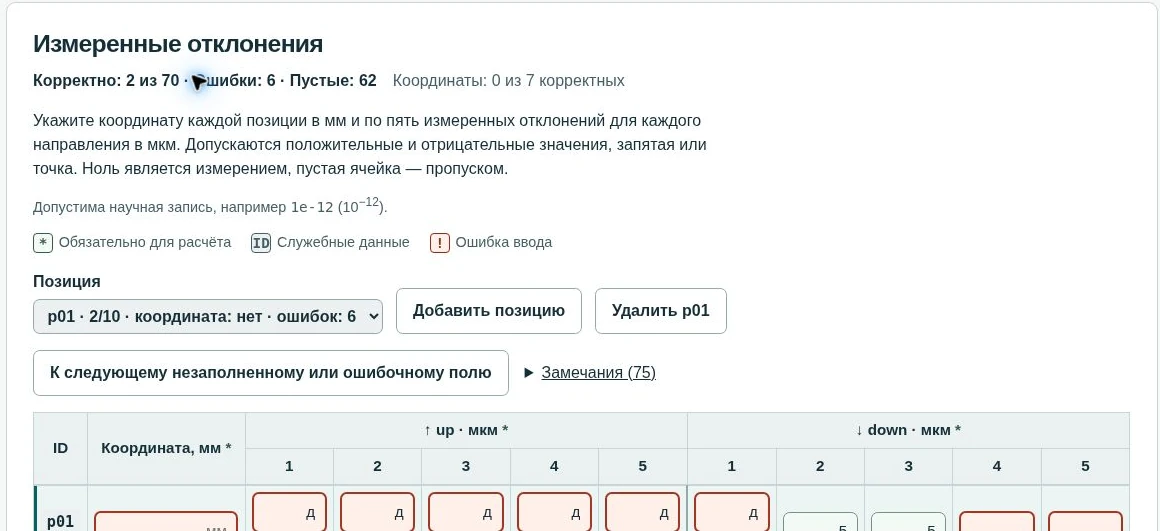 Измеренные отклонения
Корректно: 2 из 70 · Ошибки: 6 · Пустые: 62 Координаты: 0 из 7 корректных
Укажите координату каждой позиции в мм и по пять измеренных отклонений для каждого
направления в мкм. Допускаются положительные и отрицательные значения, запятая или
точка. Ноль является измерением, пустая ячейка — пропуском.
Допустима научная запись, например 1e-12 (10⁻¹²).
* Обязательно для расчёта ID Служебные данные ! Ошибка ввода
Позиция
p01 · 2/10 · координата: нет · ошибок: 6 Добавить позицию Удалить p01
К следующему незаполненному или ошибочному полю ▶ Замечания (75)
ID Координата, мм * ↑ up · мкм * ↓ down · мкм *
1 2 3 4 5 1 2 3 4 5
p01 мм д д д д д д 5 5